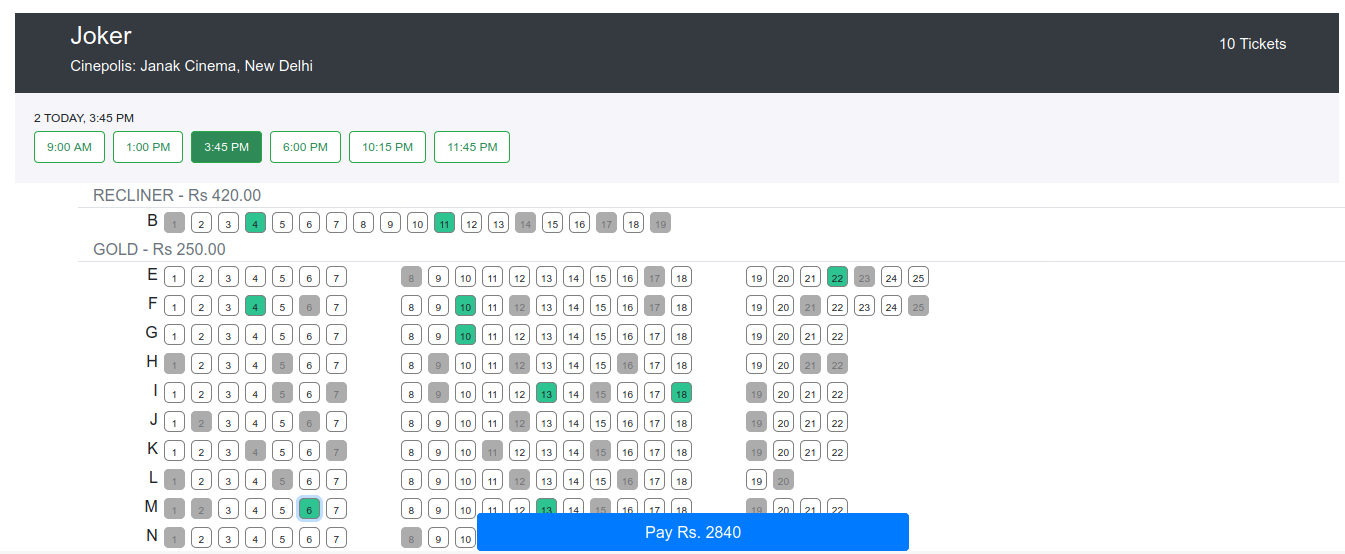 Joker
10 Tickets
Cinepolis: Janak Cinema, New Delhi
2 TODAY, 3:45 PM
9:00 AM 1:00 PM 3:45 PM 6:00 PM 10:15 PM 11:45 PM
RECLINER - Rs 420.00
B 1 2 3 4 5 6 7 8 9 10 11 12 13 14 15 16 17 18 19
GOLD - Rs 250.00
E 1 2 3 4 5 6 7 8 9 10 11 12 13 14 15 16 17 18 19 20 21 22 23 24 25
F 1 2 3 4 5 6 7 8 9 10 11 12 13 14 15 16 17 18 19 20 21 22 23 24 25
G 1 2 3 4 5 6 7 8 9 10 11 12 13 14 15 16 17 18 19 20 21 22
H 1 2 3 4 5 6 7 8 9 10 11 12 13 14 15 16 17 18 19 20 21 22
I 1 2 3 4 5 6 7 8 9 10 11 12 13 14 15 16 17 18 19 20 21 22
J 1 2 3 4 5 6 7 8 9 10 11 12 13 14 15 16 17 18 19 20 21 22
K 1 2 3 4 5 6 7 8 9 10 11 12 13 14 15 16 17 18 19 20 21 22
L 1 2 3 4 5 6 7 8 9 10 11 12 13 14 15 16 17 18 19 20
M 1 2 3 4 5 6 7 8 9 10 11 12 13 14 15 16 17 18 19 20 21 22
N 1 2 3 4 5 6 7 8 9 10
Pay Rs. 2840